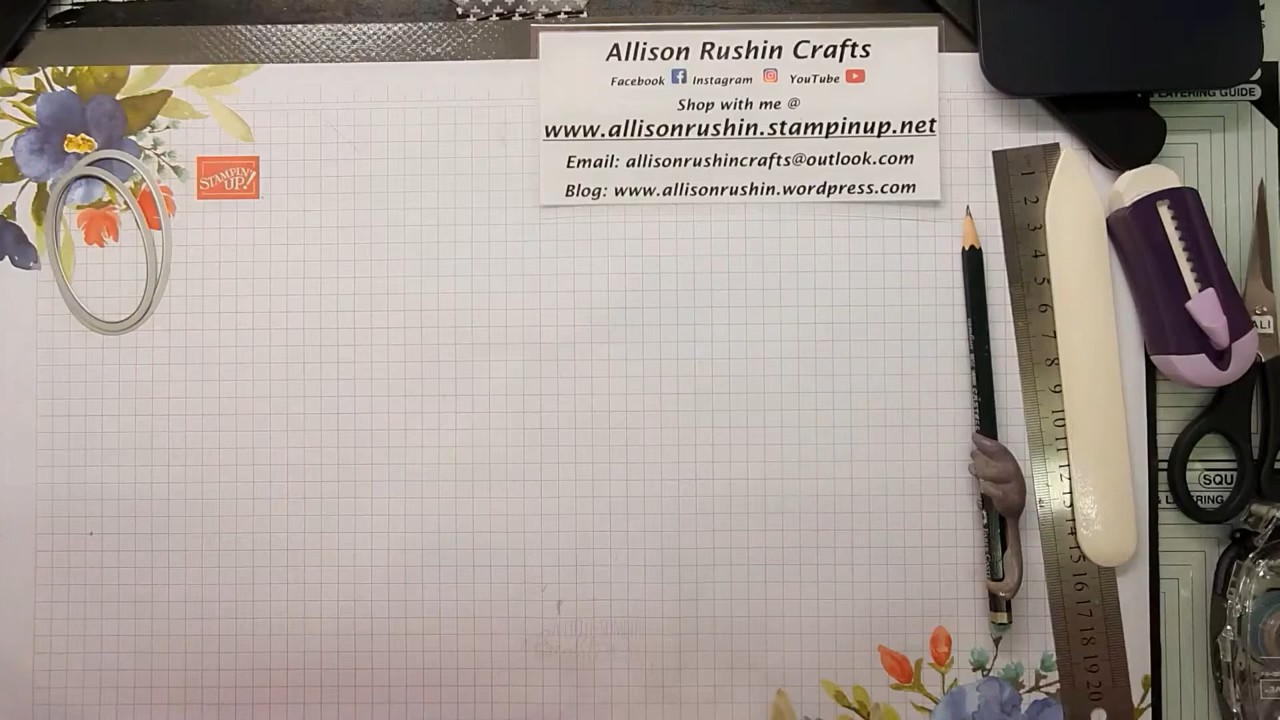 Allison Rushin Crafts
Facebook Instagram YouTube
Shop with me @
www.allisonrushin.stampinup.net
Email: allisonrushincrafts@outlook.com
Blog: www.allisonrushin.wordpress.com
STAMPIN' UP!
LAYERING GUIDE
1 2 3 4 5 6 7 8 9 10 11 12 13 14 15 16 17 18 19 20
ALI
SQU